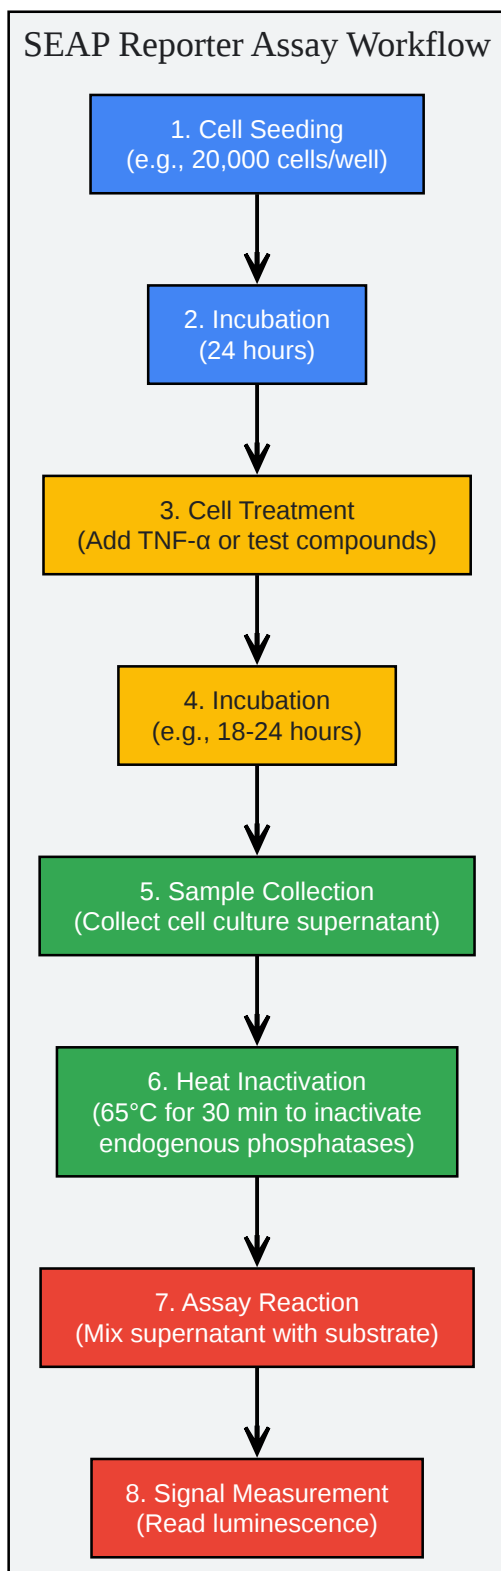 SEAP Reporter Assay Workflow
1. Cell Seeding
(e.g., 20,000 cells/well)
2. Incubation
(24 hours)
3. Cell Treatment
(Add TNF-α or test compounds)
4. Incubation
(e.g., 18-24 hours)
5. Sample Collection
(Collect cell culture supernatant)
6. Heat Inactivation
(65°C for 30 min to inactivate
endogenous phosphatases)
7. Assay Reaction
(Mix supernatant with substrate)
8. Signal Measurement
(Read luminescence)